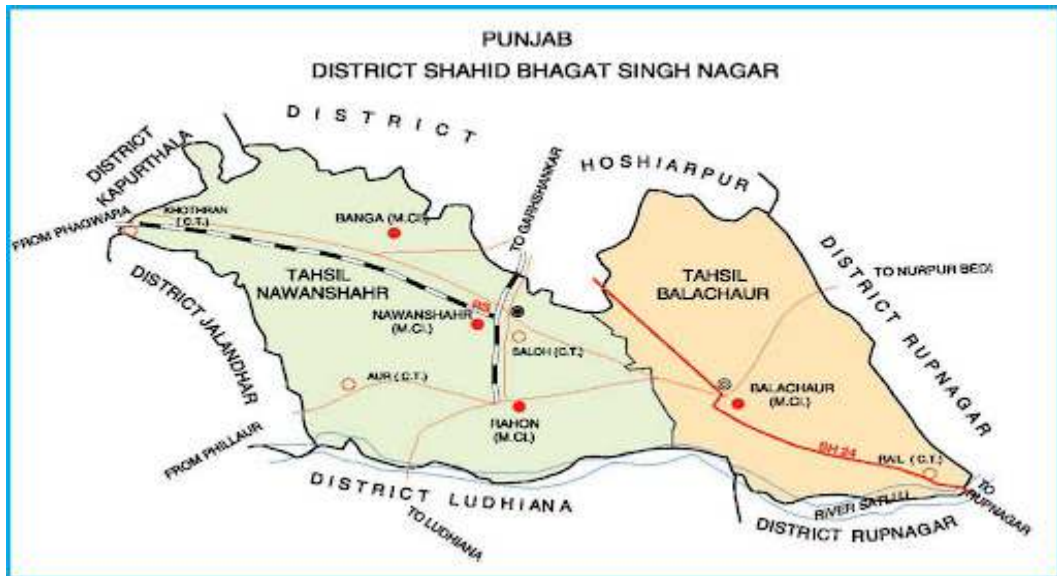 PUNJAB
DISTRICT SHAHID BHAGAT SINGH NAGAR
DISTRICT
HOSHIARPUR
DISTRICT
KAPURTHALA
FROM PHAGWARA
KHOTHRAN
(C.T.)
BANGA (M.Cl.)
TO GARHSHANKAR
TAHSIL
NAWANSHAHR
TAHSIL
BALACHAUR
DISTRICT RUPNAGAR
TO NURPUR BEDI
RS
NAWANSHAHR
(M.Cl.)
SALOH (C.T.)
DISTRICT JALANDHAR
AUR (C.T.)
BALACHAUR
(M.Cl.)
RAHON
(M.Cl.)
FROM PHILLAUR
SH 24
RAIL (C.T.)
DISTRICT LUDHIANA
TO LUDHIANA
RIVER SATLUJ
TO
RUPNAGAR
DISTRICT RUPNAGAR